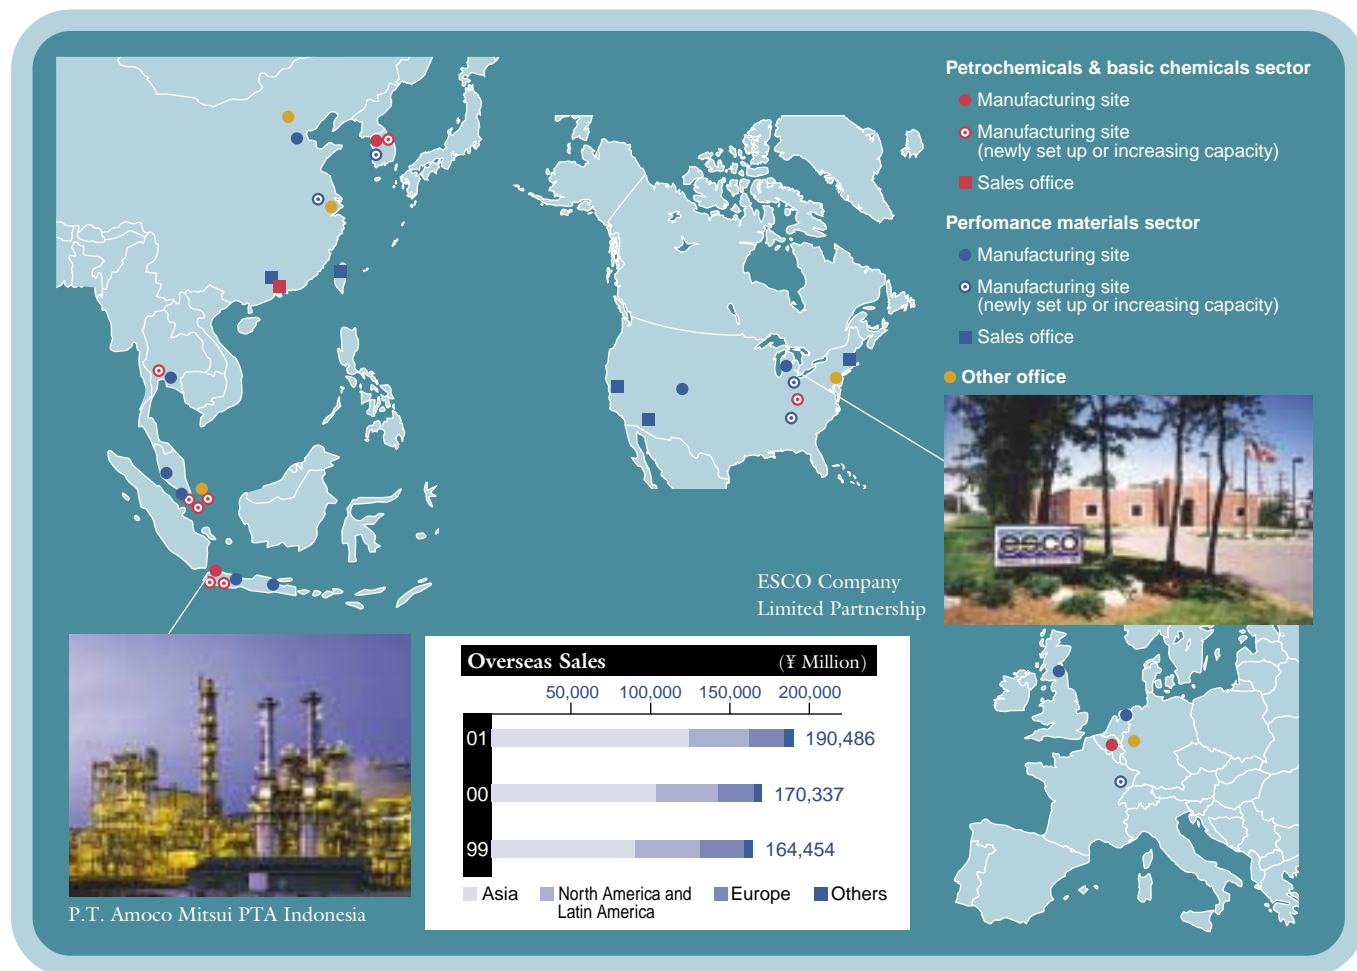 Petrochemicals & basic chemicals sector
Manufacturing site
Manufacturing site
(newly set up or increasing capacity)
Sales office
Perfomance materials sector
Manufacturing site
Manufacturing site
(newly set up or increasing capacity)
Sales office
Other office
esco
ESCO Company
Limited Partnership
P.T. Amoco Mitsui PTA Indonesia
Overseas Sales (¥ Million)
50,000 100,000 150,000 200,000
01 190,486
00 170,337
99 164,454
Asia
North America and
Latin America
Europe
Others